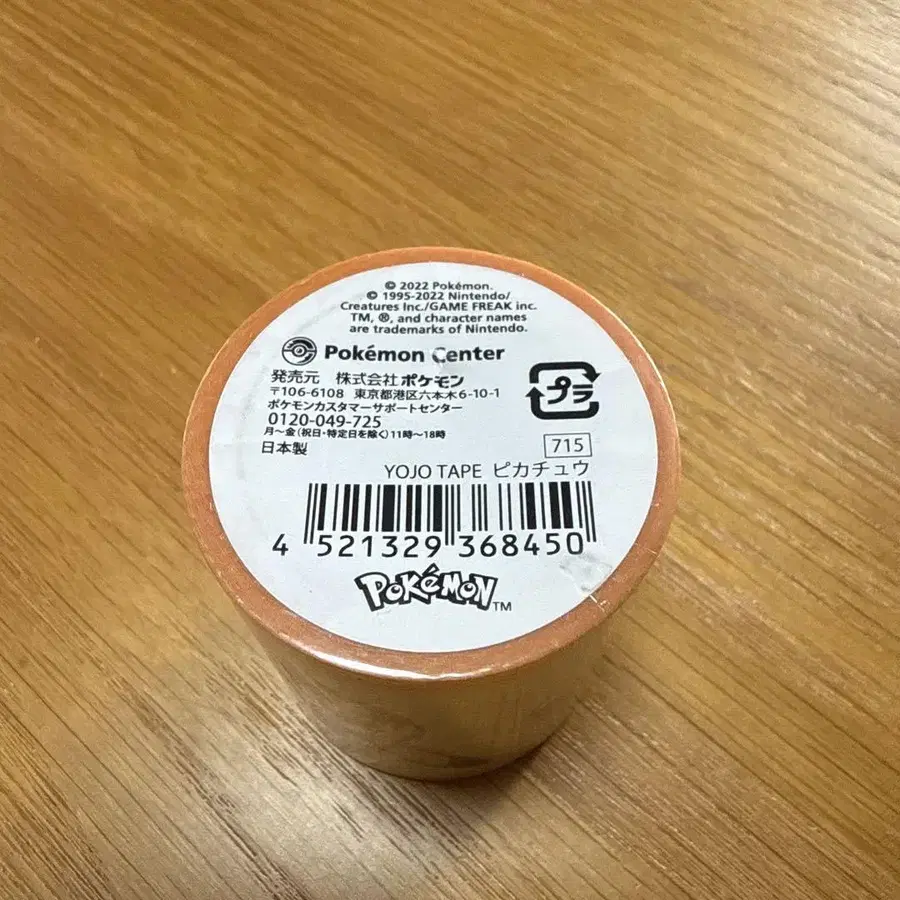 © 2022 Pokémon.
© 1995-2022 Nintendo/
Creatures Inc./GAME FREAK inc.
TM, ®, and character names
are trademarks of Nintendo.
Pokémon Center
発売元 株式会社ポケモン
〒106-6108 東京都港区六本木6-10-1
ポケモンカスタマーサポートセンター
0120-049-725
月～金(祝日・特定日を除く)11時～18時
日本製
プラ
715
YOJO TAPE ピカチュウ
4 521329 368450
POKéMON™